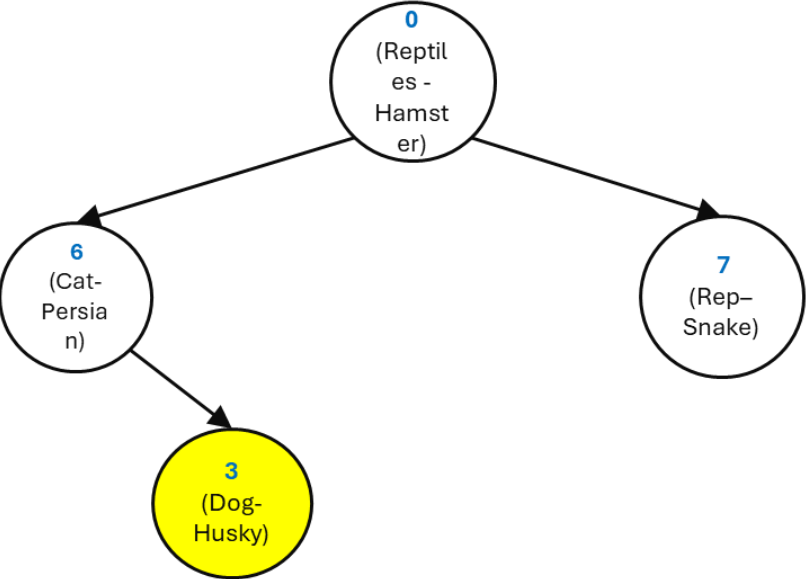 0
(Reptil
es -
Hamst
er)
6
(Cat-
Persia
n)
7
(Rep–
Snake)
3
(Dog-
Husky)